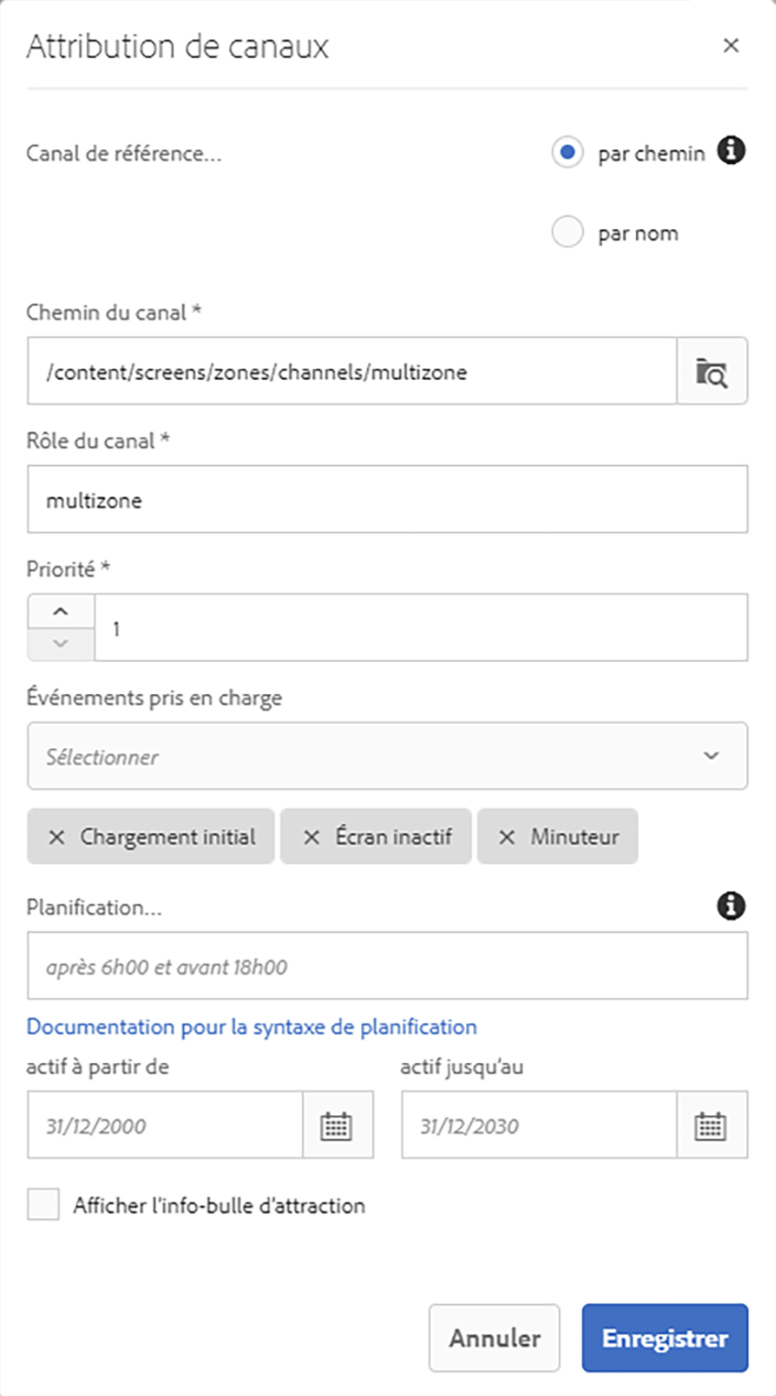 Attribution de canaux
Canal de référence...
par chemin
par nom
Chemin du canal *
/content/screens/zones/channels/multizone
Rôle du canal *
multizone
Priorité *
1
Événements pris en charge
Sélectionner
Chargement initial Écran inactif Minuteur
Planification...
après 6h00 et avant 18h00
Documentation pour la syntaxe de planification
actif à partir de actif jusqu'au
31/12/2000 31/12/2030
Afficher l'info-bulle d'attraction
Annuler Enregistrer